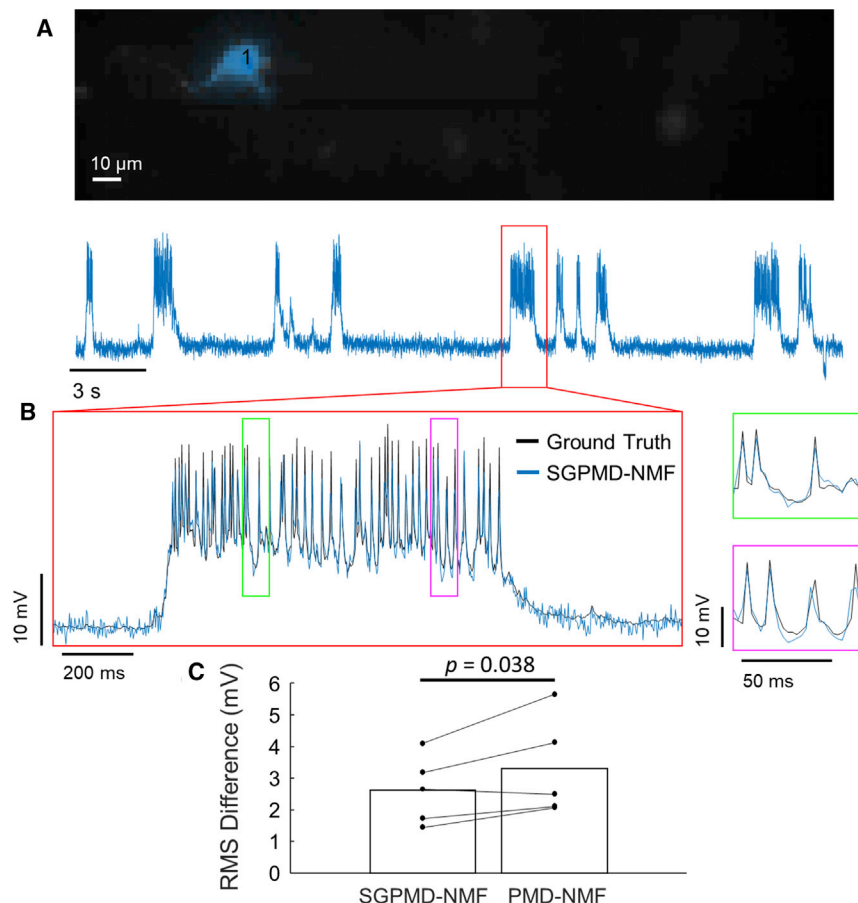 A
1
10 µm
3 s
B
Ground Truth
SGPMD-NMF
10 mV
200 ms
10 mV
50 ms
C
p = 0.038
RMS Difference (mV)
6
5
4
3
2
1
0
SGPMD-NMF
PMD-NMF